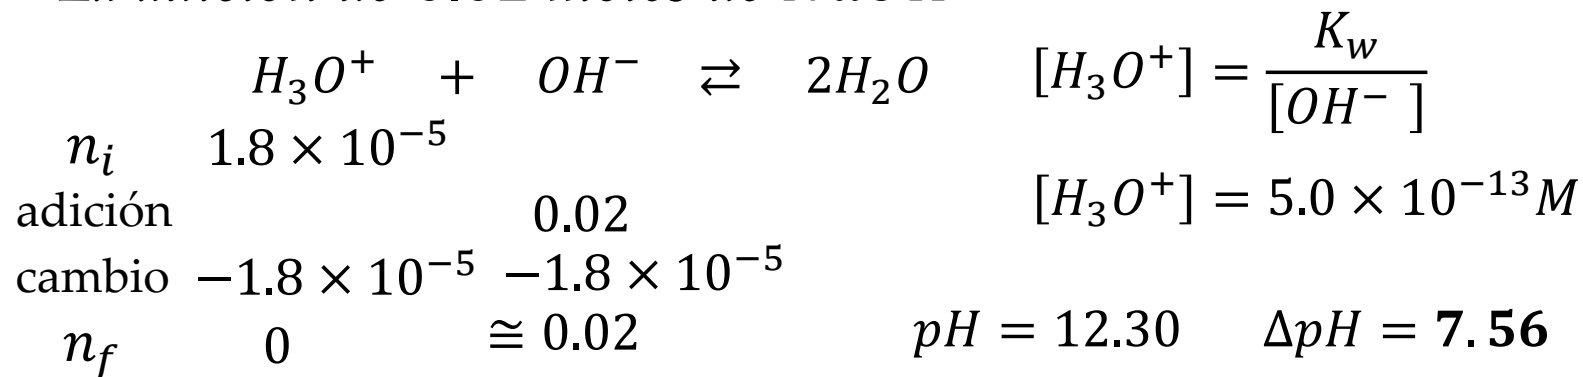 H₃O⁺ + OH⁻ ⇄ 2H₂O [H₃O⁺] = K_w / [OH⁻ ]
n_i 1.8 × 10⁻⁵
adición 0.02 [H₃O⁺] = 5.0 × 10⁻¹³ M
cambio −1.8 × 10⁻⁵ −1.8 × 10⁻⁵
n_f 0 ≅ 0.02 pH = 12.30 ΔpH = 7.56